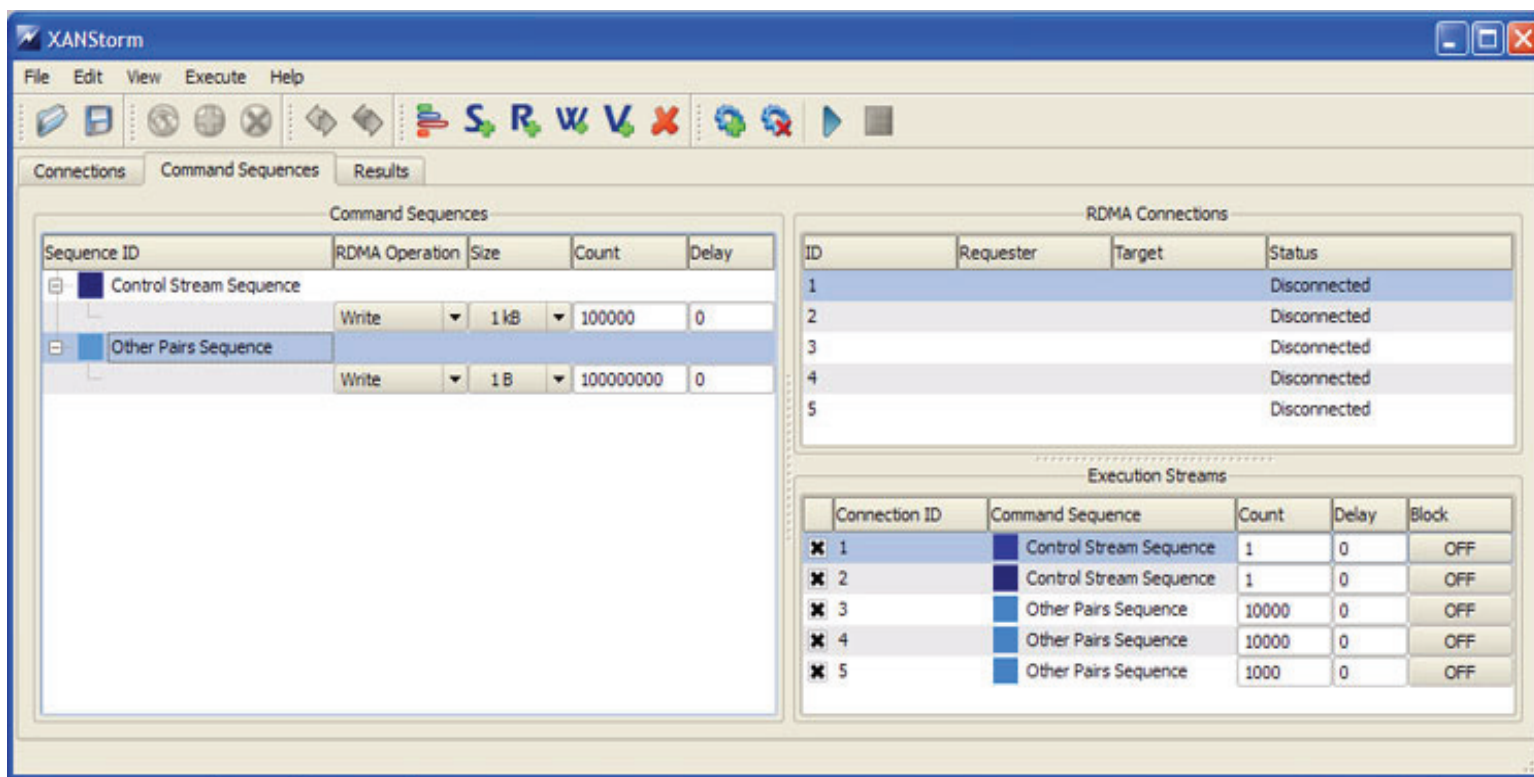 XANStorm
File Edit View Execute Help
S R W V
Connections Command Sequences Results
Command Sequences
Sequence ID RDMA Operation Size Count Delay
Control Stream Sequence
Write 1 kB 100000 0
Other Pairs Sequence
Write 1 B 100000000 0
RDMA Connections
ID Requester Target Status
1 Disconnected
2 Disconnected
3 Disconnected
4 Disconnected
5 Disconnected
Execution Streams
Connection ID Command Sequence Count Delay Block
1 Control Stream Sequence 1 0 OFF
2 Control Stream Sequence 1 0 OFF
3 Other Pairs Sequence 10000 0 OFF
4 Other Pairs Sequence 10000 0 OFF
5 Other Pairs Sequence 1000 0 OFF